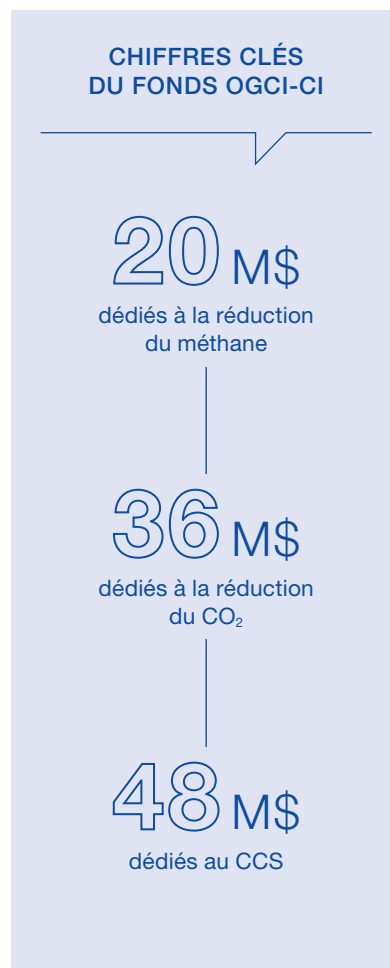 CHIFFRES CLÉS
DU FONDS OGCI-CI
20 M$
dédiés à la réduction
du méthane
36 M$
dédiés à la réduction
du CO₂
48 M$
dédiés au CCS